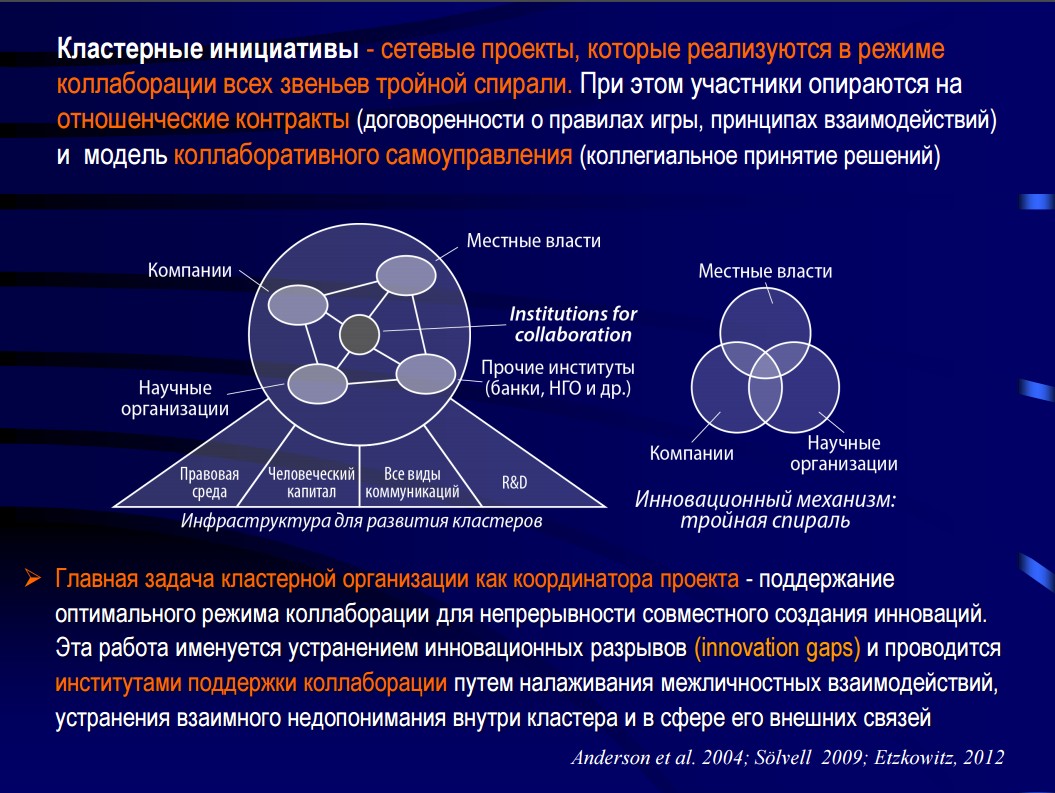 Кластерные инициативы - сетевые проекты, которые реализуются в режиме
коллаборации всех звеньев тройной спирали. При этом участники опираются на
отношенческие контракты (договоренности о правилах игры, принципах взаимодействий)
и модель коллаборативного самоуправления (коллегиальное принятие решений)
Местные власти
Компании
Institutions for
collaboration
Прочие институты
(банки, НГО и др.)
Научные
организации
Правовая
среда
Человеческий
капитал
Все виды
коммуникаций
R&D
Инфраструктура для развития кластеров
Местные власти
Компании
Научные
организации
Инновационный механизм:
тройная спираль
Главная задача кластерной организации как координатора проекта - поддержание
оптимального режима коллаборации для непрерывности совместного создания инноваций.
Эта работа именуется устранением инновационных разрывов (innovation gaps) и проводится
институтами поддержки коллаборации путем налаживания межличностных взаимодействий,
устранения взаимного недопонимания внутри кластера и в сфере его внешних связей
Anderson et al. 2004; Sölvell 2009; Etzkowitz, 2012